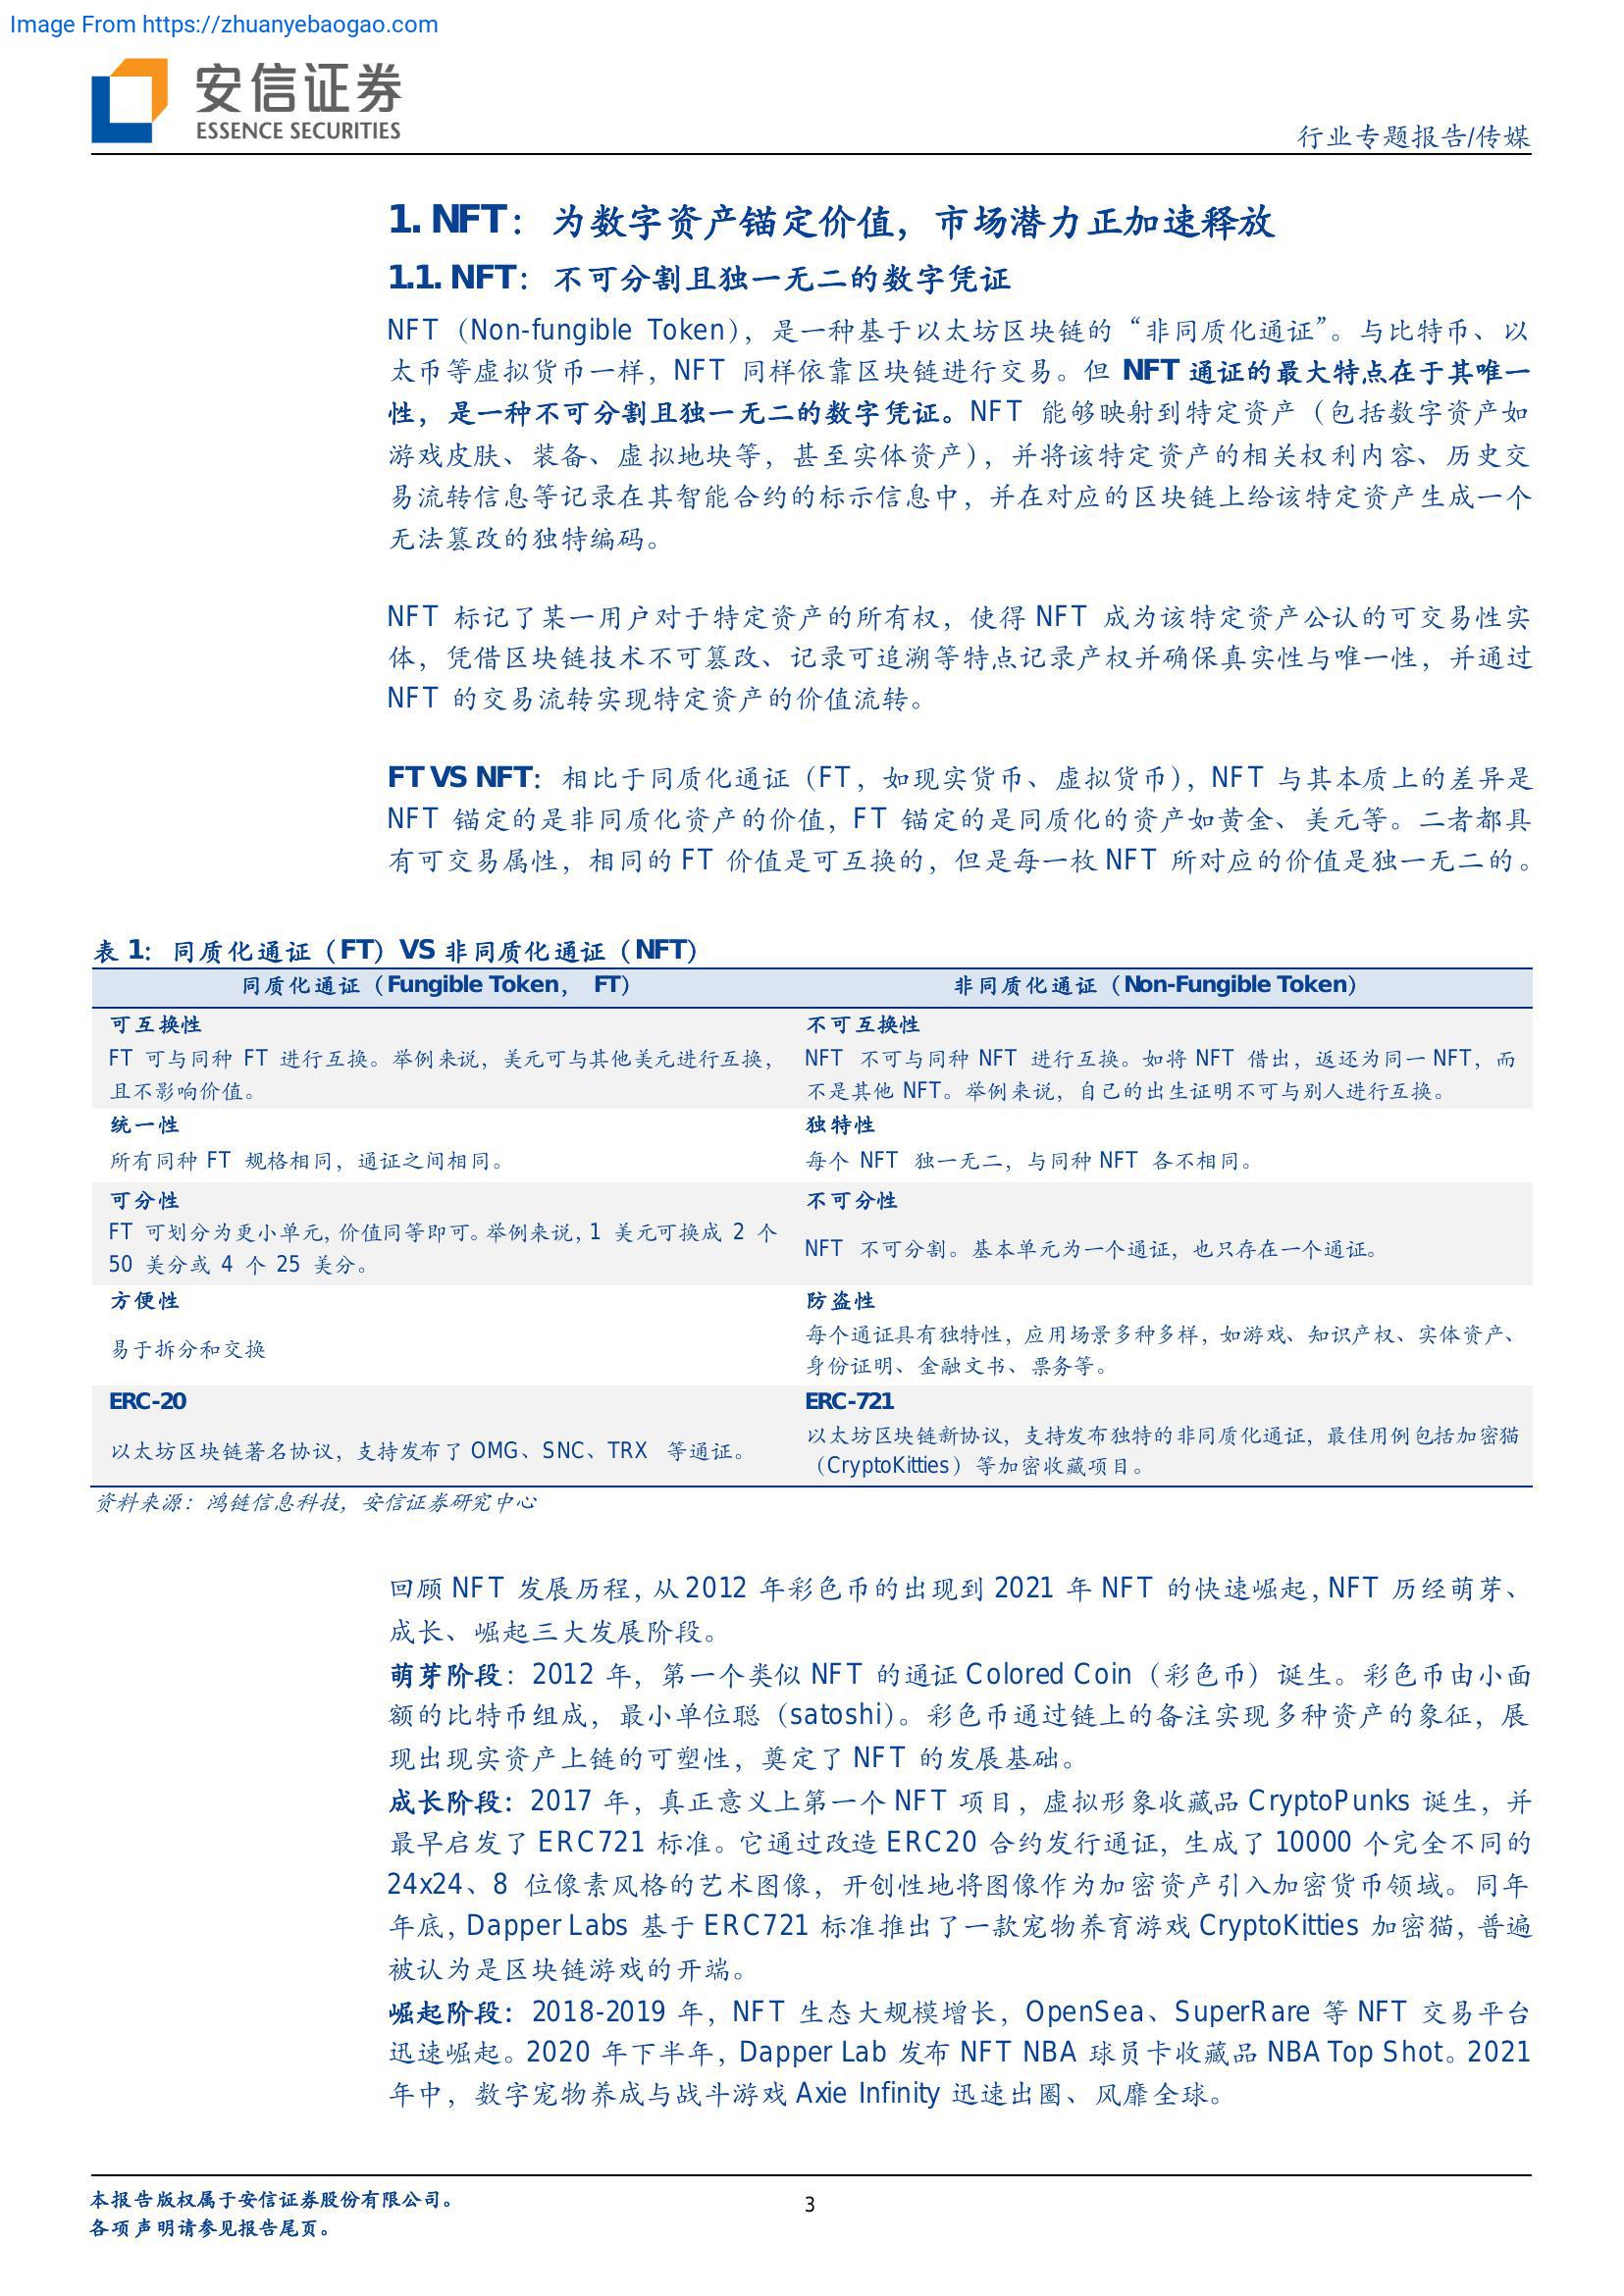 Image From https://zhuanyebaogao.com
安信证券
ESSENCE SECURITIES
行业专题报告/传媒
1. NFT：为数字资产锚定价值，市场潜力正加速释放
1.1. NFT：不可分割且独一无二的数字凭证
NFT（Non-fungible Token），是一种基于以太坊区块链的“非同质化通证”。与比特币、以
太币等虚拟货币一样，NFT 同样依靠区块链进行交易。但 NFT 通证的最大特点在于其唯一
性，是一种不可分割且独一无二的数字凭证。NFT 能够映射到特定资产（包括数字资产如
游戏皮肤、装备、虚拟地块等，甚至实体资产），并将该特定资产的相关权利内容、历史交
易流转信息等记录在其智能合约的标示信息中，并在对应的区块链上给该特定资产生成一个
无法篡改的独特编码。
NFT 标记了某一用户对于特定资产的所有权，使得 NFT 成为该特定资产公认的可交易性实
体，凭借区块链技术不可篡改、记录可追溯等特点记录产权并确保真实性与唯一性，并通过
NFT 的交易流转实现特定资产的价值流转。
FT VS NFT：相比于同质化通证（FT，如现实货币、虚拟货币），NFT 与其本质上的差异是
NFT 锚定的是非同质化资产的价值，FT 锚定的是同质化的资产如黄金、美元等。二者都具
有可交易属性，相同的 FT 价值是可互换的，但是每一枚 NFT 所对应的价值是独一无二的。
表 1：同质化通证（FT）VS 非同质化通证（NFT）
同质化通证（Fungible Token， FT）
非同质化通证（Non-Fungible Token）
可互换性
FT 可与同种 FT 进行互换。举例来说，美元可与其他美元进行互换，
且不影响价值。
不可互换性
NFT 不可与同种 NFT 进行互换。如将 NFT 借出，返还为同一 NFT，而
不是其他 NFT。举例来说，自己的出生证明不可与别人进行互换。
统一性
所有同种 FT 规格相同，通证之间相同。
独特性
每个 NFT 独一无二，与同种 NFT 各不相同。
可分性
FT 可划分为更小单元，价值同等即可。举例来说，1 美元可换成 2 个
50 美分或 4 个 25 美分。
不可分性
NFT 不可分割。基本单元为一个通证，也只存在一个通证。
方便性
易于拆分和交换
防盗性
每个通证具有独特性，应用场景多种多样，如游戏、知识产权、实体资产、
身份证明、金融文书、票务等。
ERC-20
以太坊区块链著名协议，支持发布了 OMG、SNC、TRX 等通证。
ERC-721
以太坊区块链新协议，支持发布独特的非同质化通证，最佳用例包括加密猫
（CryptoKitties）等加密收藏项目。
资料来源：鸿链信息科技，安信证券研究中心
回顾 NFT 发展历程，从 2012 年彩色币的出现到 2021 年 NFT 的快速崛起，NFT 历经萌芽、
成长、崛起三大发展阶段。
萌芽阶段：2012 年，第一个类似 NFT 的通证 Colored Coin（彩色币）诞生。彩色币由小面
额的比特币组成，最小单位聪（satoshi）。彩色币通过链上的备注实现多种资产的象征，展
现出现实资产上链的可塑性，奠定了 NFT 的发展基础。
成长阶段：2017 年，真正意义上第一个 NFT 项目，虚拟形象收藏品 CryptoPunks 诞生，并
最早启发了 ERC721 标准。它通过改造 ERC20 合约发行通证，生成了 10000 个完全不同的
24x24、8 位像素风格的艺术图像，开创性地将图像作为加密资产引入加密货币领域。同年
年底，Dapper Labs 基于 ERC721 标准推出了一款宠物养育游戏 CryptoKitties 加密猫，普遍
被认为是区块链游戏的开端。
崛起阶段：2018-2019 年，NFT 生态大规模增长，OpenSea、SuperRare 等 NFT 交易平台
迅速崛起。2020 年下半年，Dapper Lab 发布 NFT NBA 球员卡收藏品 NBA Top Shot。2021
年中，数字宠物养成与战斗游戏 Axie Infinity 迅速出圈、风靡全球。
本报告版权属于安信证券股份有限公司。
各项声明请参见报告尾页。
3